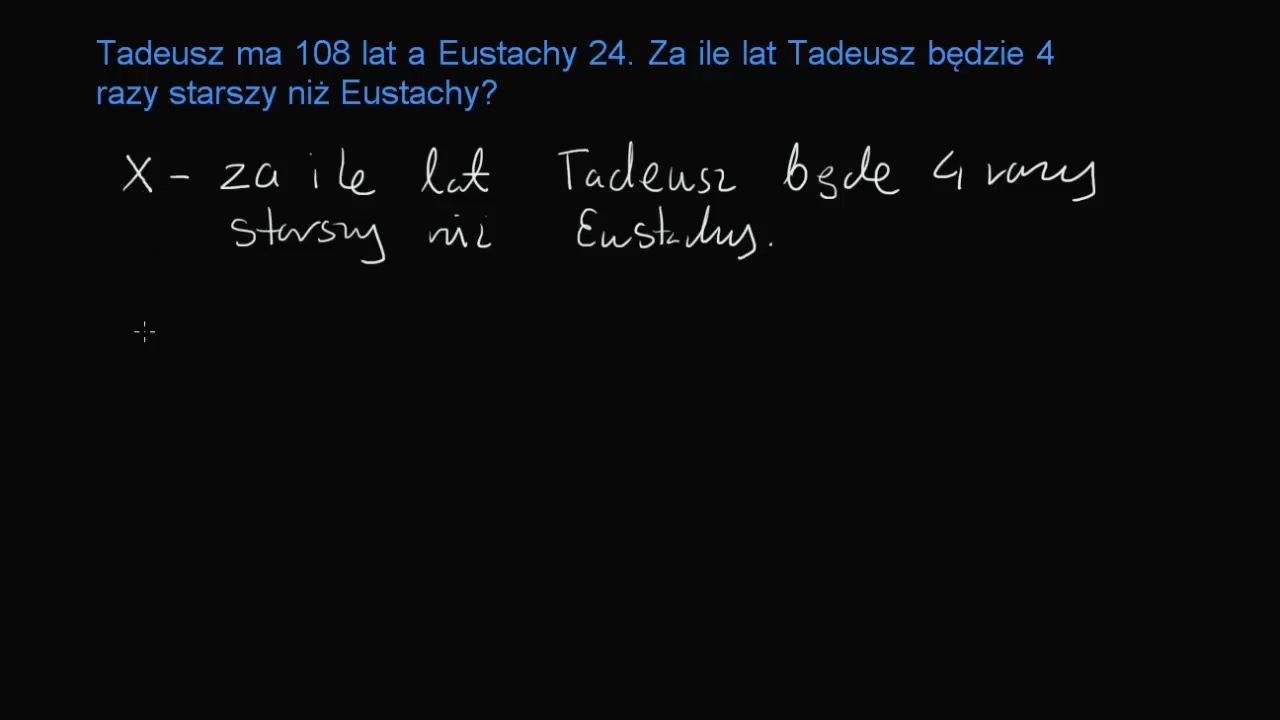 Tadeusz ma 108 lat a Eustachy 24. Za ile lat Tadeusz będzie 4
razy starszy niż Eustachy?
X - za ile lat Tadeusz będe 4 razy
starszy niż Eustachy.